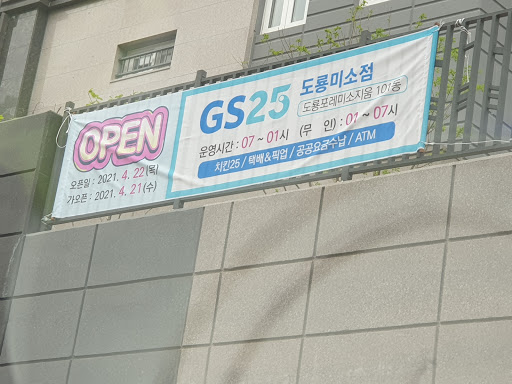 OPEN
오픈일 : 2021. 4. 22(목)
가오픈 : 2021. 4. 21(수)
GS25 도룡미소점
도룡포레미소지움 101동
운영시간 : 07 ~ 01시 (무 인) : 01 ~ 07시
치킨25 / 택배&픽업 / 공공요금수납 / ATM